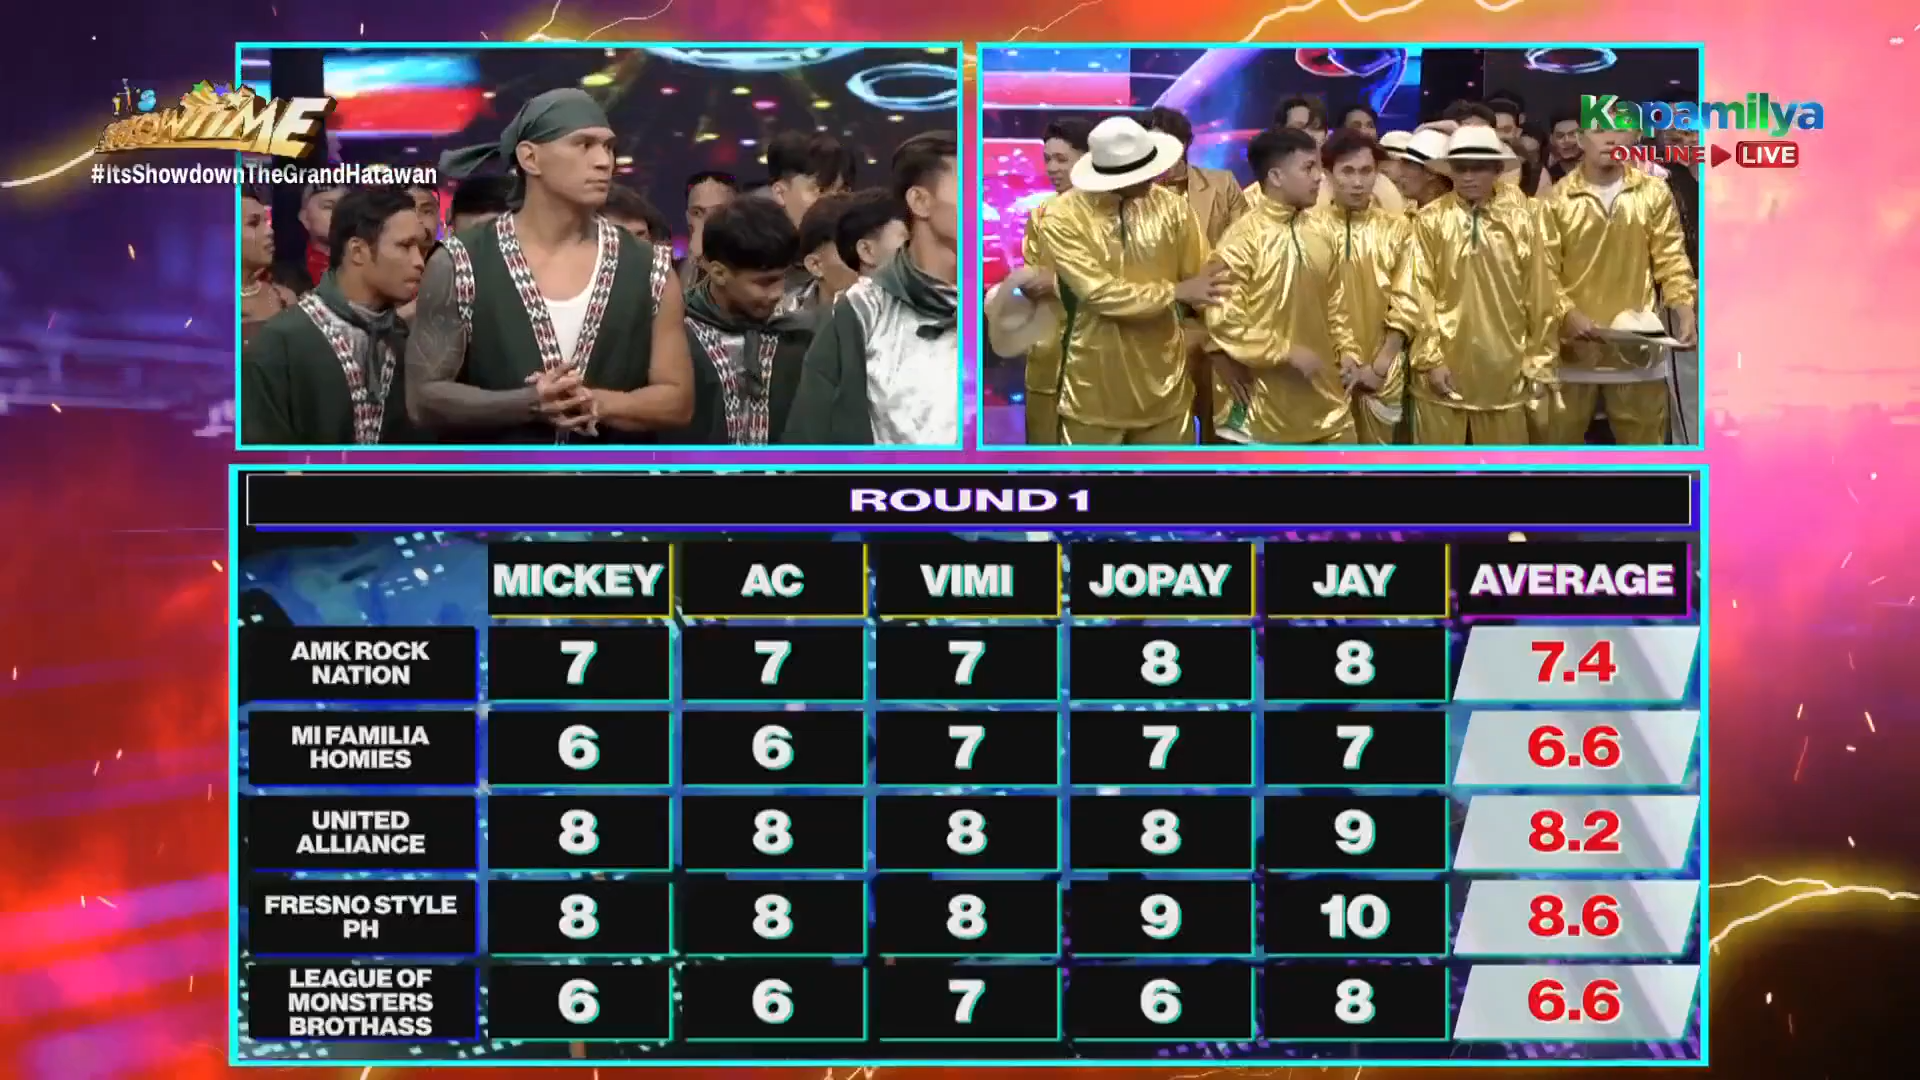 it's
SHOWTIME
#ItsShowdownTheGrandHatawan
Kapamilya
ONLINE LIVE
ROUND 1
MICKEY AC VIMI JOPAY JAY AVERAGE
AMK ROCK
NATION
7 7 7 8 8 7.4
MI FAMILIA
HOMIES
6 6 7 7 7 6.6
UNITED
ALLIANCE
8 8 8 8 9 8.2
FRESNO STYLE
PH
8 8 8 9 10 8.6
LEAGUE OF
MONSTERS
BROTHASS
6 6 7 6 8 6.6